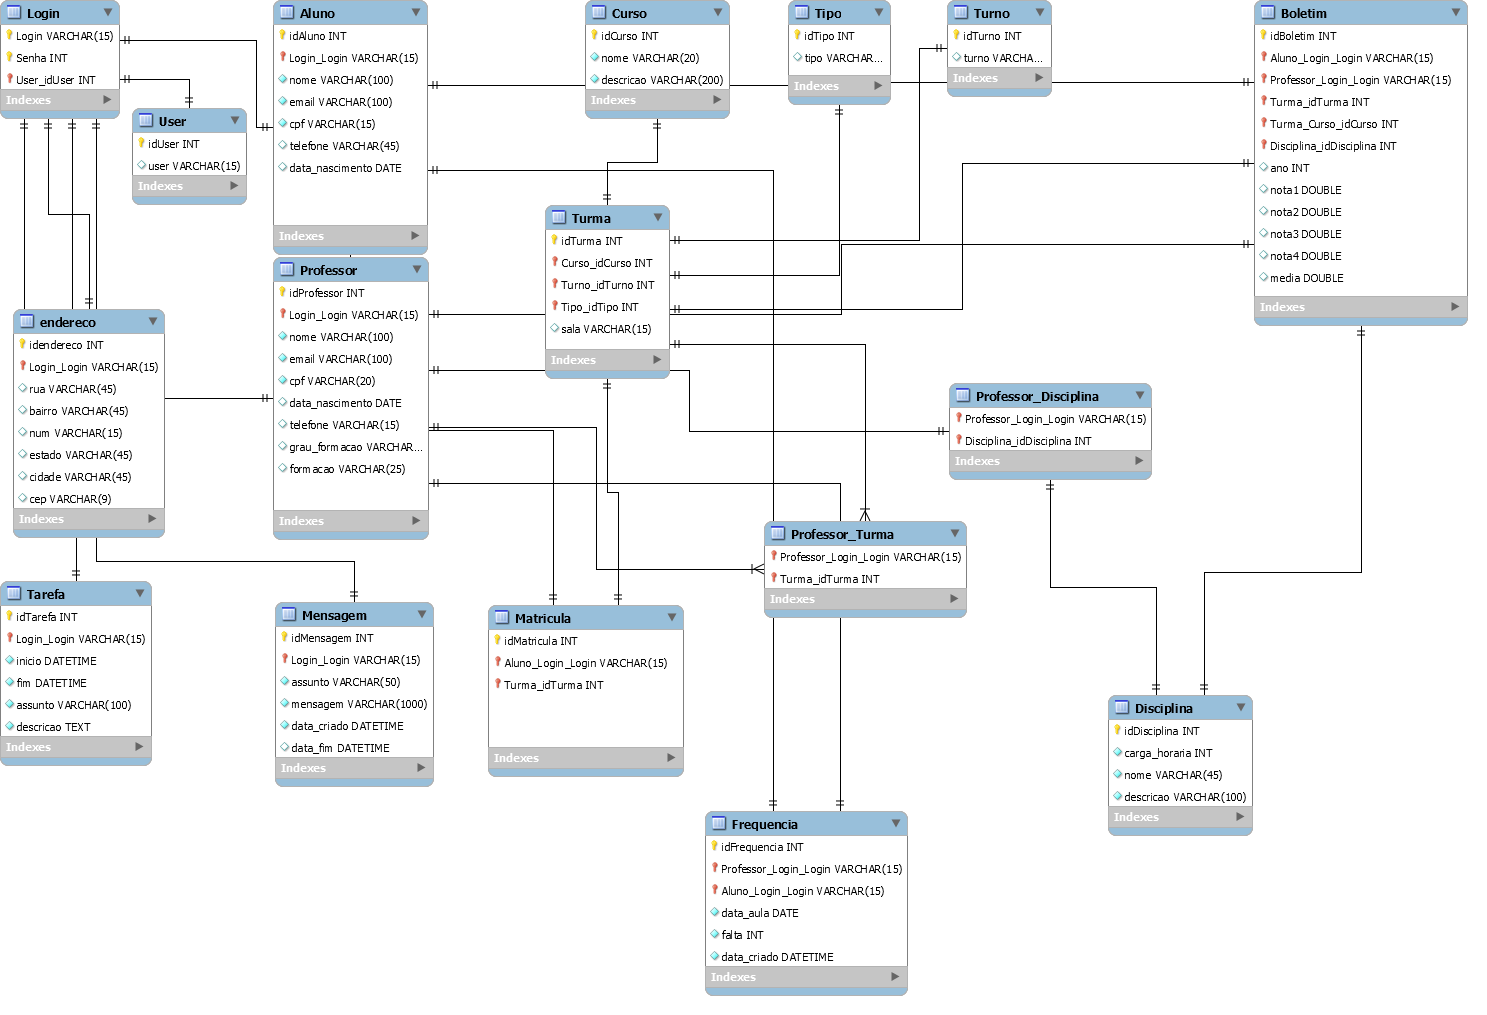 Login
Login VARCHAR(15)
Senha INT
User_idUser INT
Indexes
User
idUser INT
user VARCHAR(15)
Indexes
Aluno
idAluno INT
Login_Login VARCHAR(15)
nome VARCHAR(100)
email VARCHAR(100)
cpf VARCHAR(15)
telefone VARCHAR(45)
data_nascimento DATE
Indexes
Curso
idCurso INT
nome VARCHAR(20)
descricao VARCHAR(200)
Indexes
Tipo
idTipo INT
tipo VARCHAR...
Indexes
Turno
idTurno INT
turno VARCHA...
Indexes
Boletim
idBoletim INT
Aluno_Login_Login VARCHAR(15)
Professor_Login_Login VARCHAR(15)
Turma_idTurma INT
Turma_Curso_idCurso INT
Disciplina_idDisciplina INT
ano INT
nota1 DOUBLE
nota2 DOUBLE
nota3 DOUBLE
nota4 DOUBLE
media DOUBLE
Indexes
Turma
idTurma INT
Curso_idCurso INT
Turno_idTurno INT
Tipo_idTipo INT
sala VARCHAR(15)
Indexes
Professor
idProfessor INT
Login_Login VARCHAR(15)
nome VARCHAR(100)
email VARCHAR(100)
cpf VARCHAR(20)
data_nascimento DATE
telefone VARCHAR(15)
grau_formacao VARCHAR...
formacao VARCHAR(25)
Indexes
endereco
idendereco INT
Login_Login VARCHAR(15)
rua VARCHAR(45)
bairro VARCHAR(45)
num VARCHAR(15)
estado VARCHAR(45)
cidade VARCHAR(45)
cep VARCHAR(9)
Indexes
Professor_Disciplina
Professor_Login_Login VARCHAR(15)
Disciplina_idDisciplina INT
Indexes
Professor_Turma
Professor_Login_Login VARCHAR(15)
Turma_idTurma INT
Indexes
Tarefa
idTarefa INT
Login_Login VARCHAR(15)
inicio DATETIME
fim DATETIME
assunto VARCHAR(100)
descricao TEXT
Indexes
Mensagem
idMensagem INT
Login_Login VARCHAR(15)
assunto VARCHAR(50)
mensagem VARCHAR(1000)
data_criado DATETIME
data_fim DATETIME
Indexes
Matricula
idMatricula INT
Aluno_Login_Login VARCHAR(15)
Turma_idTurma INT
Indexes
Disciplina
idDisciplina INT
carga_horaria INT
nome VARCHAR(45)
descricao VARCHAR(100)
Indexes
Frequencia
idFrequencia INT
Professor_Login_Login VARCHAR(15)
Aluno_Login_Login VARCHAR(15)
data_aula DATE
falta INT
data_criado DATETIME
Indexes